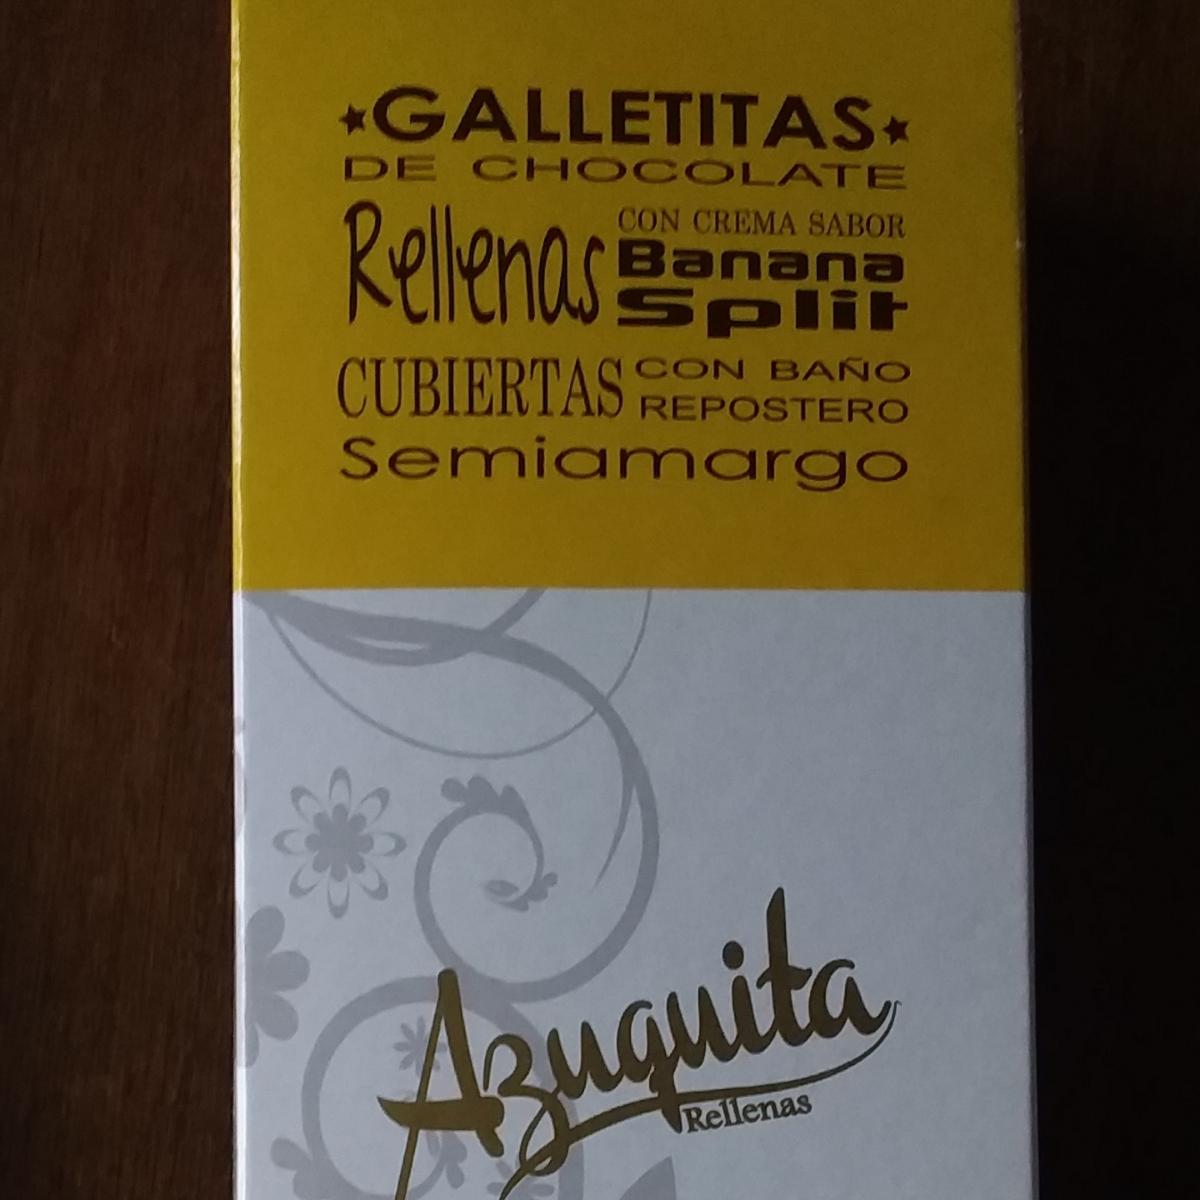 GALLETITAS
DE CHOCOLATE
Rellenas
CON CREMA SABOR
Banana
Split
CUBIERTAS
CON BAÑO
REPOSTERO
Semiamargo
Azuquita
Rellenas